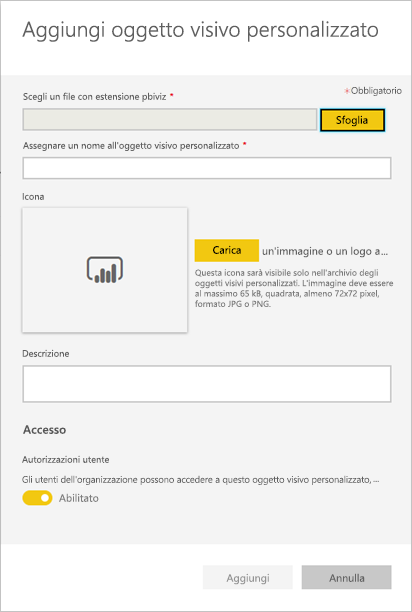 Aggiungi oggetto visivo personalizzato
*Obbligatorio
Scegli un file con estensione pbiviz *
Sfoglia
Assegnare un nome all'oggetto visivo personalizzato *
Icona
Carica un'immagine o un logo a...
Questa icona sarà visibile solo nell'archivio degli
oggetti visivi personalizzati. L'immagine deve essere
al massimo 65 kB, quadrata, almeno 72x72 pixel,
formato JPG o PNG.
Descrizione
Accesso
Autorizzazioni utente
Gli utenti dell'organizzazione possono accedere a questo oggetto visivo personalizzato, ...
Abilitato
Aggiungi
Annulla